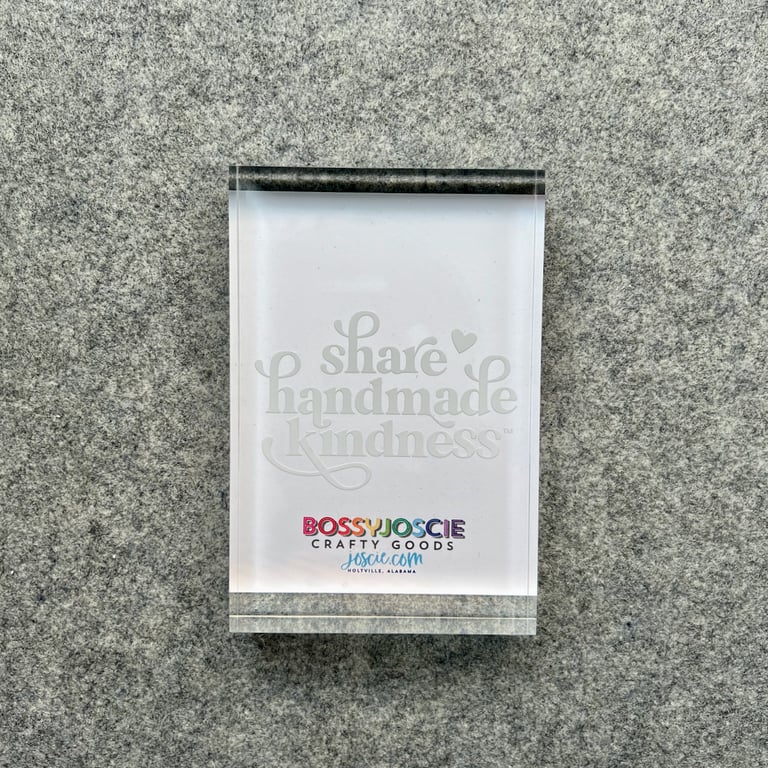 share
handmade
kindness™
BOSSYJOSCIE
CRAFTY GOODS
joscie.com
HOLTVILLE, ALABAMA